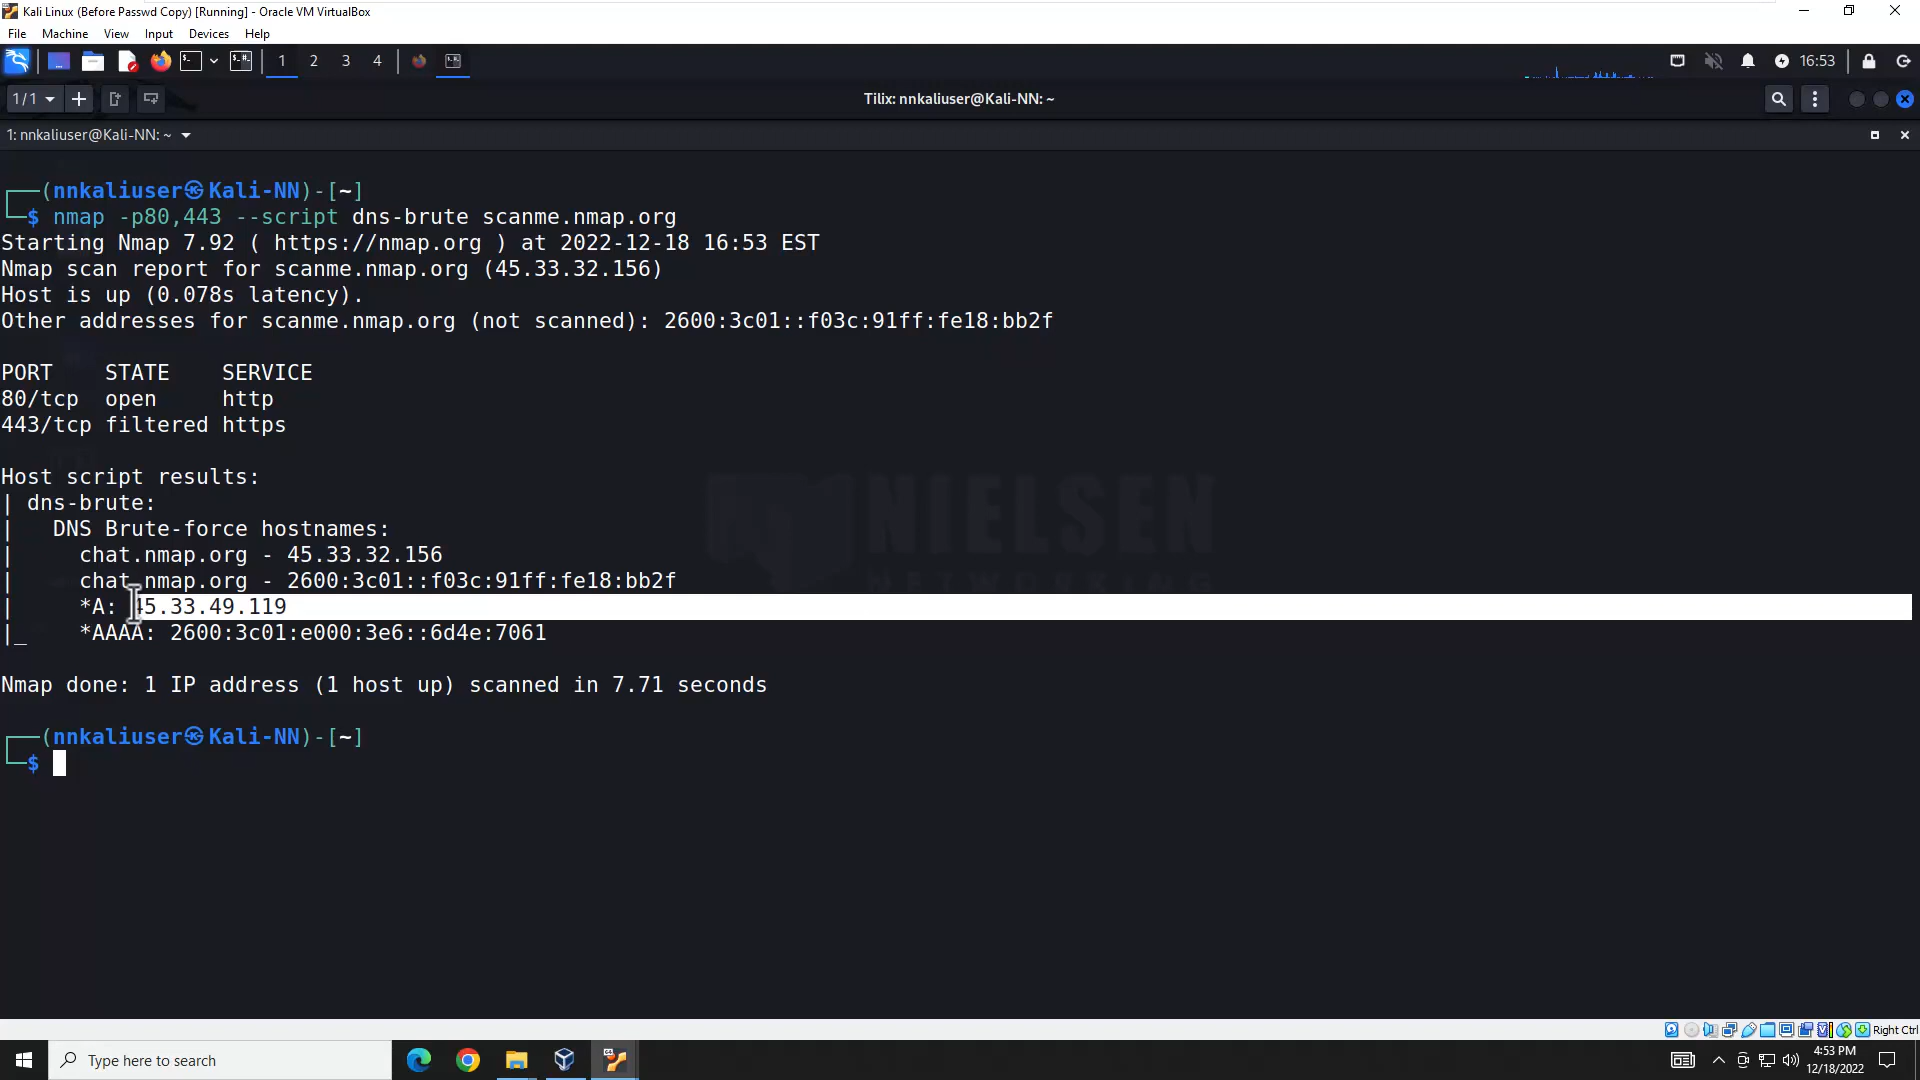 Kali Linux (Before Passwd Copy) [Running] - Oracle VM VirtualBox
File Machine View Input Devices Help
1 2 3 4 16:53
1/1 Tilix: nnkaliuser@Kali-NN: ~
1: nnkaliuser@Kali-NN: ~
┌──(nnkaliuser㉿Kali-NN)-[~]
└─$ nmap -p80,443 --script dns-brute scanme.nmap.org
Starting Nmap 7.92 ( https://nmap.org ) at 2022-12-18 16:53 EST
Nmap scan report for scanme.nmap.org (45.33.32.156)
Host is up (0.078s latency).
Other addresses for scanme.nmap.org (not scanned): 2600:3c01::f03c:91ff:fe18:bb2f
PORT STATE SERVICE
80/tcp open http
443/tcp filtered https
Host script results:
| dns-brute:
| DNS Brute-force hostnames:
| chat.nmap.org - 45.33.32.156
| chat.nmap.org - 2600:3c01::f03c:91ff:fe18:bb2f
| *A: 45.33.49.119
|_ *AAAA: 2600:3c01:e000:3e6::6d4e:7061
Nmap done: 1 IP address (1 host up) scanned in 7.71 seconds
┌──(nnkaliuser㉿Kali-NN)-[~]
└─$
NIELSEN
NETWORKING
Right Ctrl
Type here to search
4:53 PM
12/18/2022